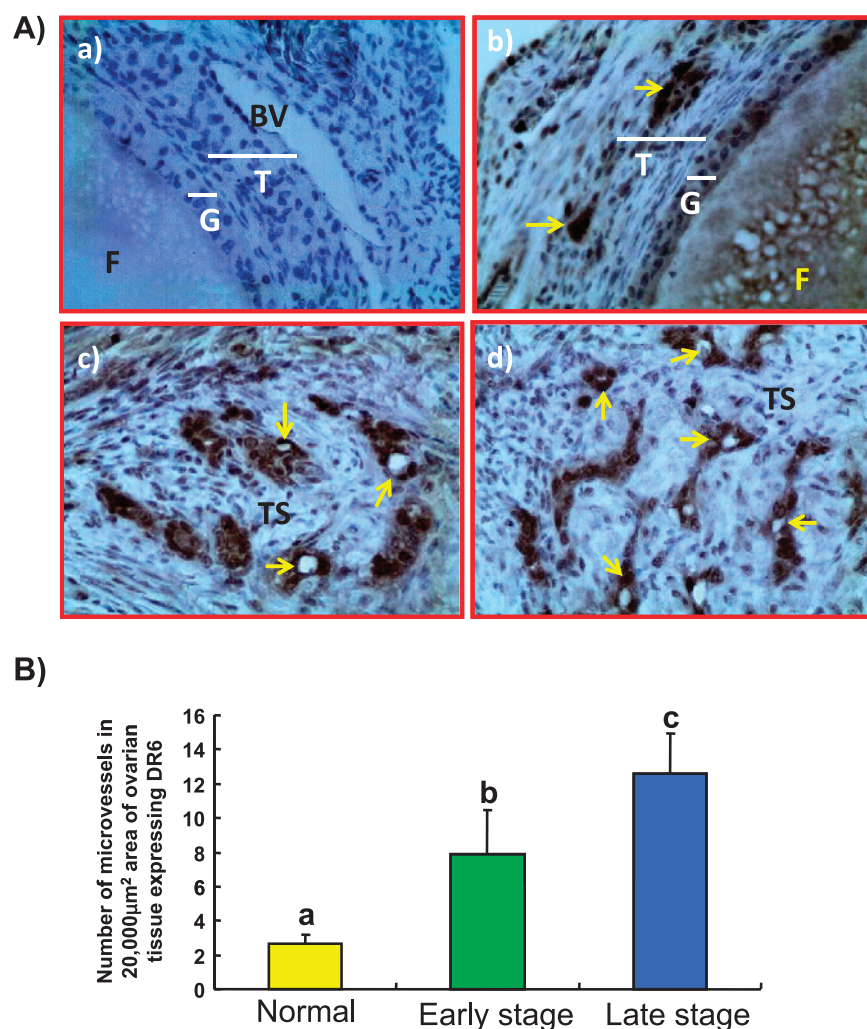 A)
a)
BV
T
G
F
b)
T
G
F
c)
TS
d)
TS
B)
Number of microvessels in
20,000µm² area of ovarian
tissue expressing DR6
16
14
12
10
8
6
4
2
0
a
b
c
Normal
Early stage
Late stage